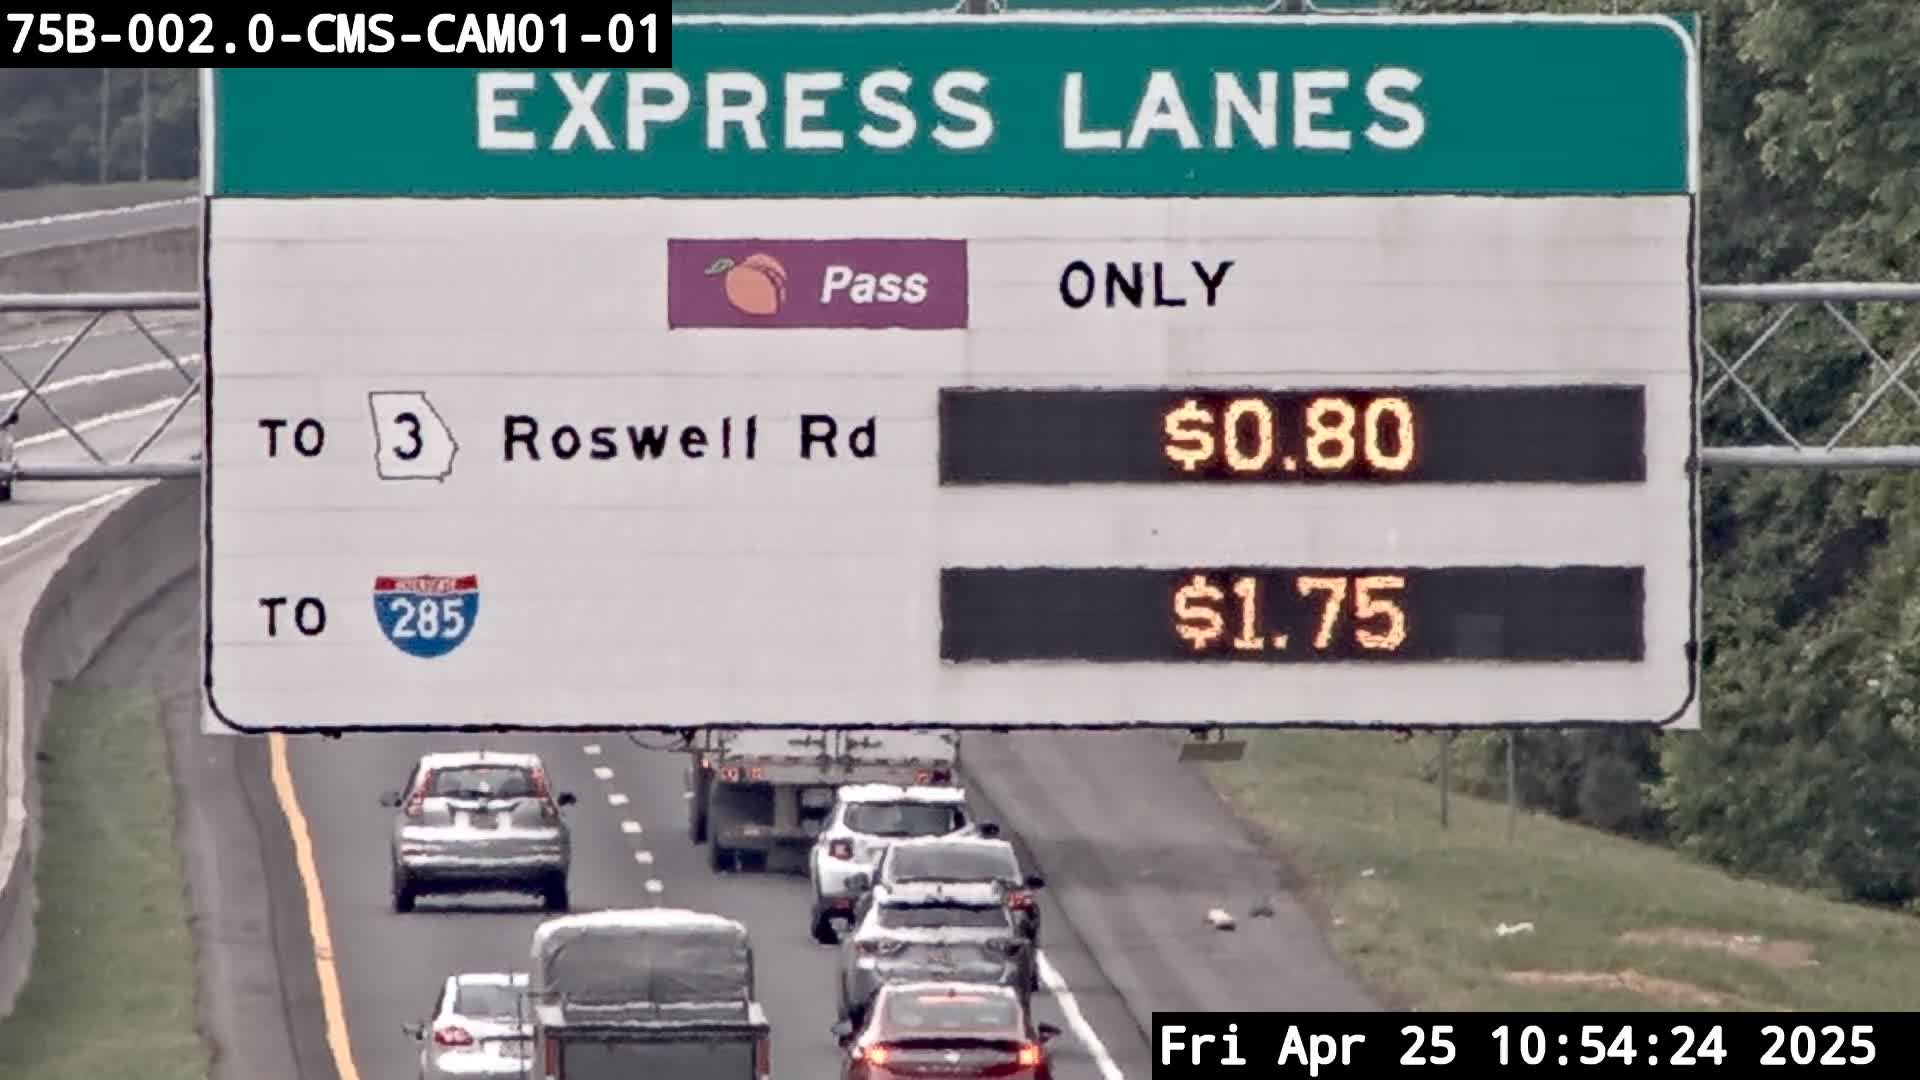 75B-002.0-CMS-CAM01-01
EXPRESS LANES
Pass ONLY
TO 3 Roswell Rd $0.80
INTERSTATE
TO 285 $1.75
Fri Apr 25 10:54:24 2025